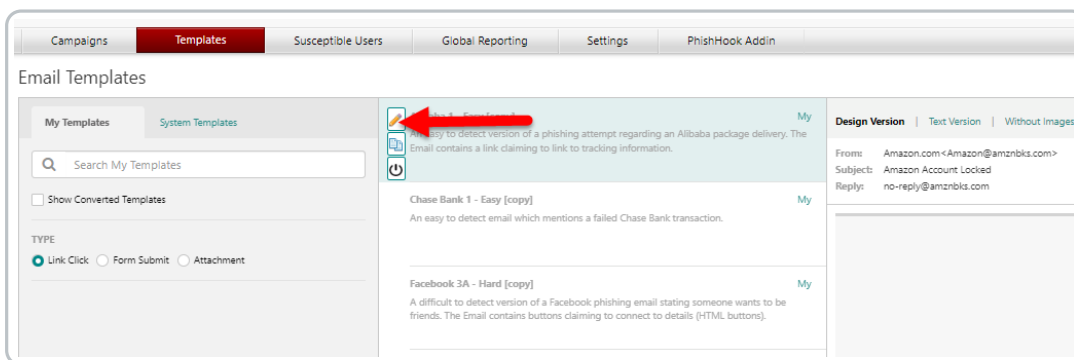 Campaigns Templates Susceptible Users Global Reporting Settings PhishHook Addin
Email Templates
My Templates System Templates
Search My Templates
Show Converted Templates
TYPE
Link Click Form Submit Attachment
My
An easy to detect version of a phishing attempt regarding an Alibaba package delivery. The
Email contains a link claiming to link to tracking information.
Chase Bank 1 - Easy [copy] My
An easy to detect email which mentions a failed Chase Bank transaction.
Facebook 3A - Hard [copy] My
A difficult to detect version of a Facebook phishing email stating someone wants to be
friends. The Email contains buttons claiming to connect to details (HTML buttons).
Design Version | Text Version | Without Images
From: Amazon.com<Amazon@amznbks.com>
Subject: Amazon Account Locked
Reply: no-reply@amznbks.com